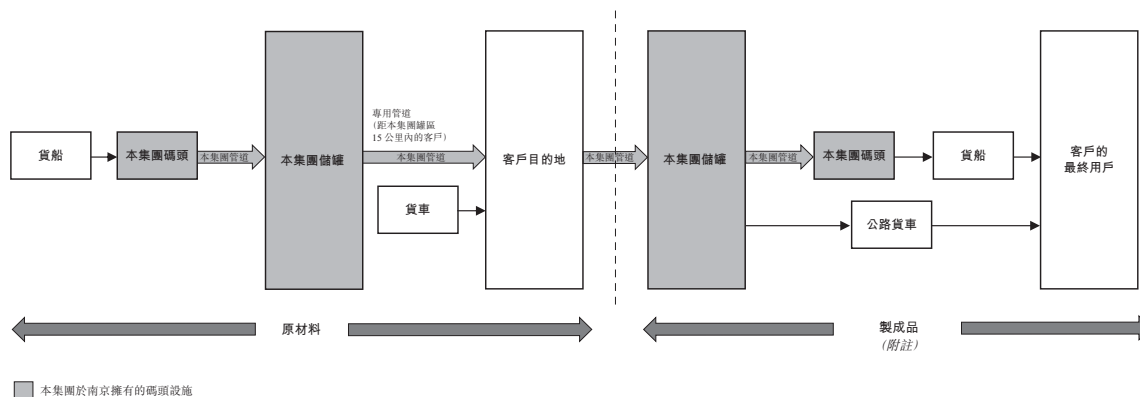 專用管道
(距本集團罐區
15 公里內的客戶)
貨船
本集團碼頭
本集團管道
本集團儲罐
本集團管道
貨車
客戶目的地
本集團管道
本集團儲罐
本集團管道
本集團碼頭
貨船
公路貨車
客戶的
最終用戶
原材料
製成品
(附註)
本集團於南京擁有的碼頭設施